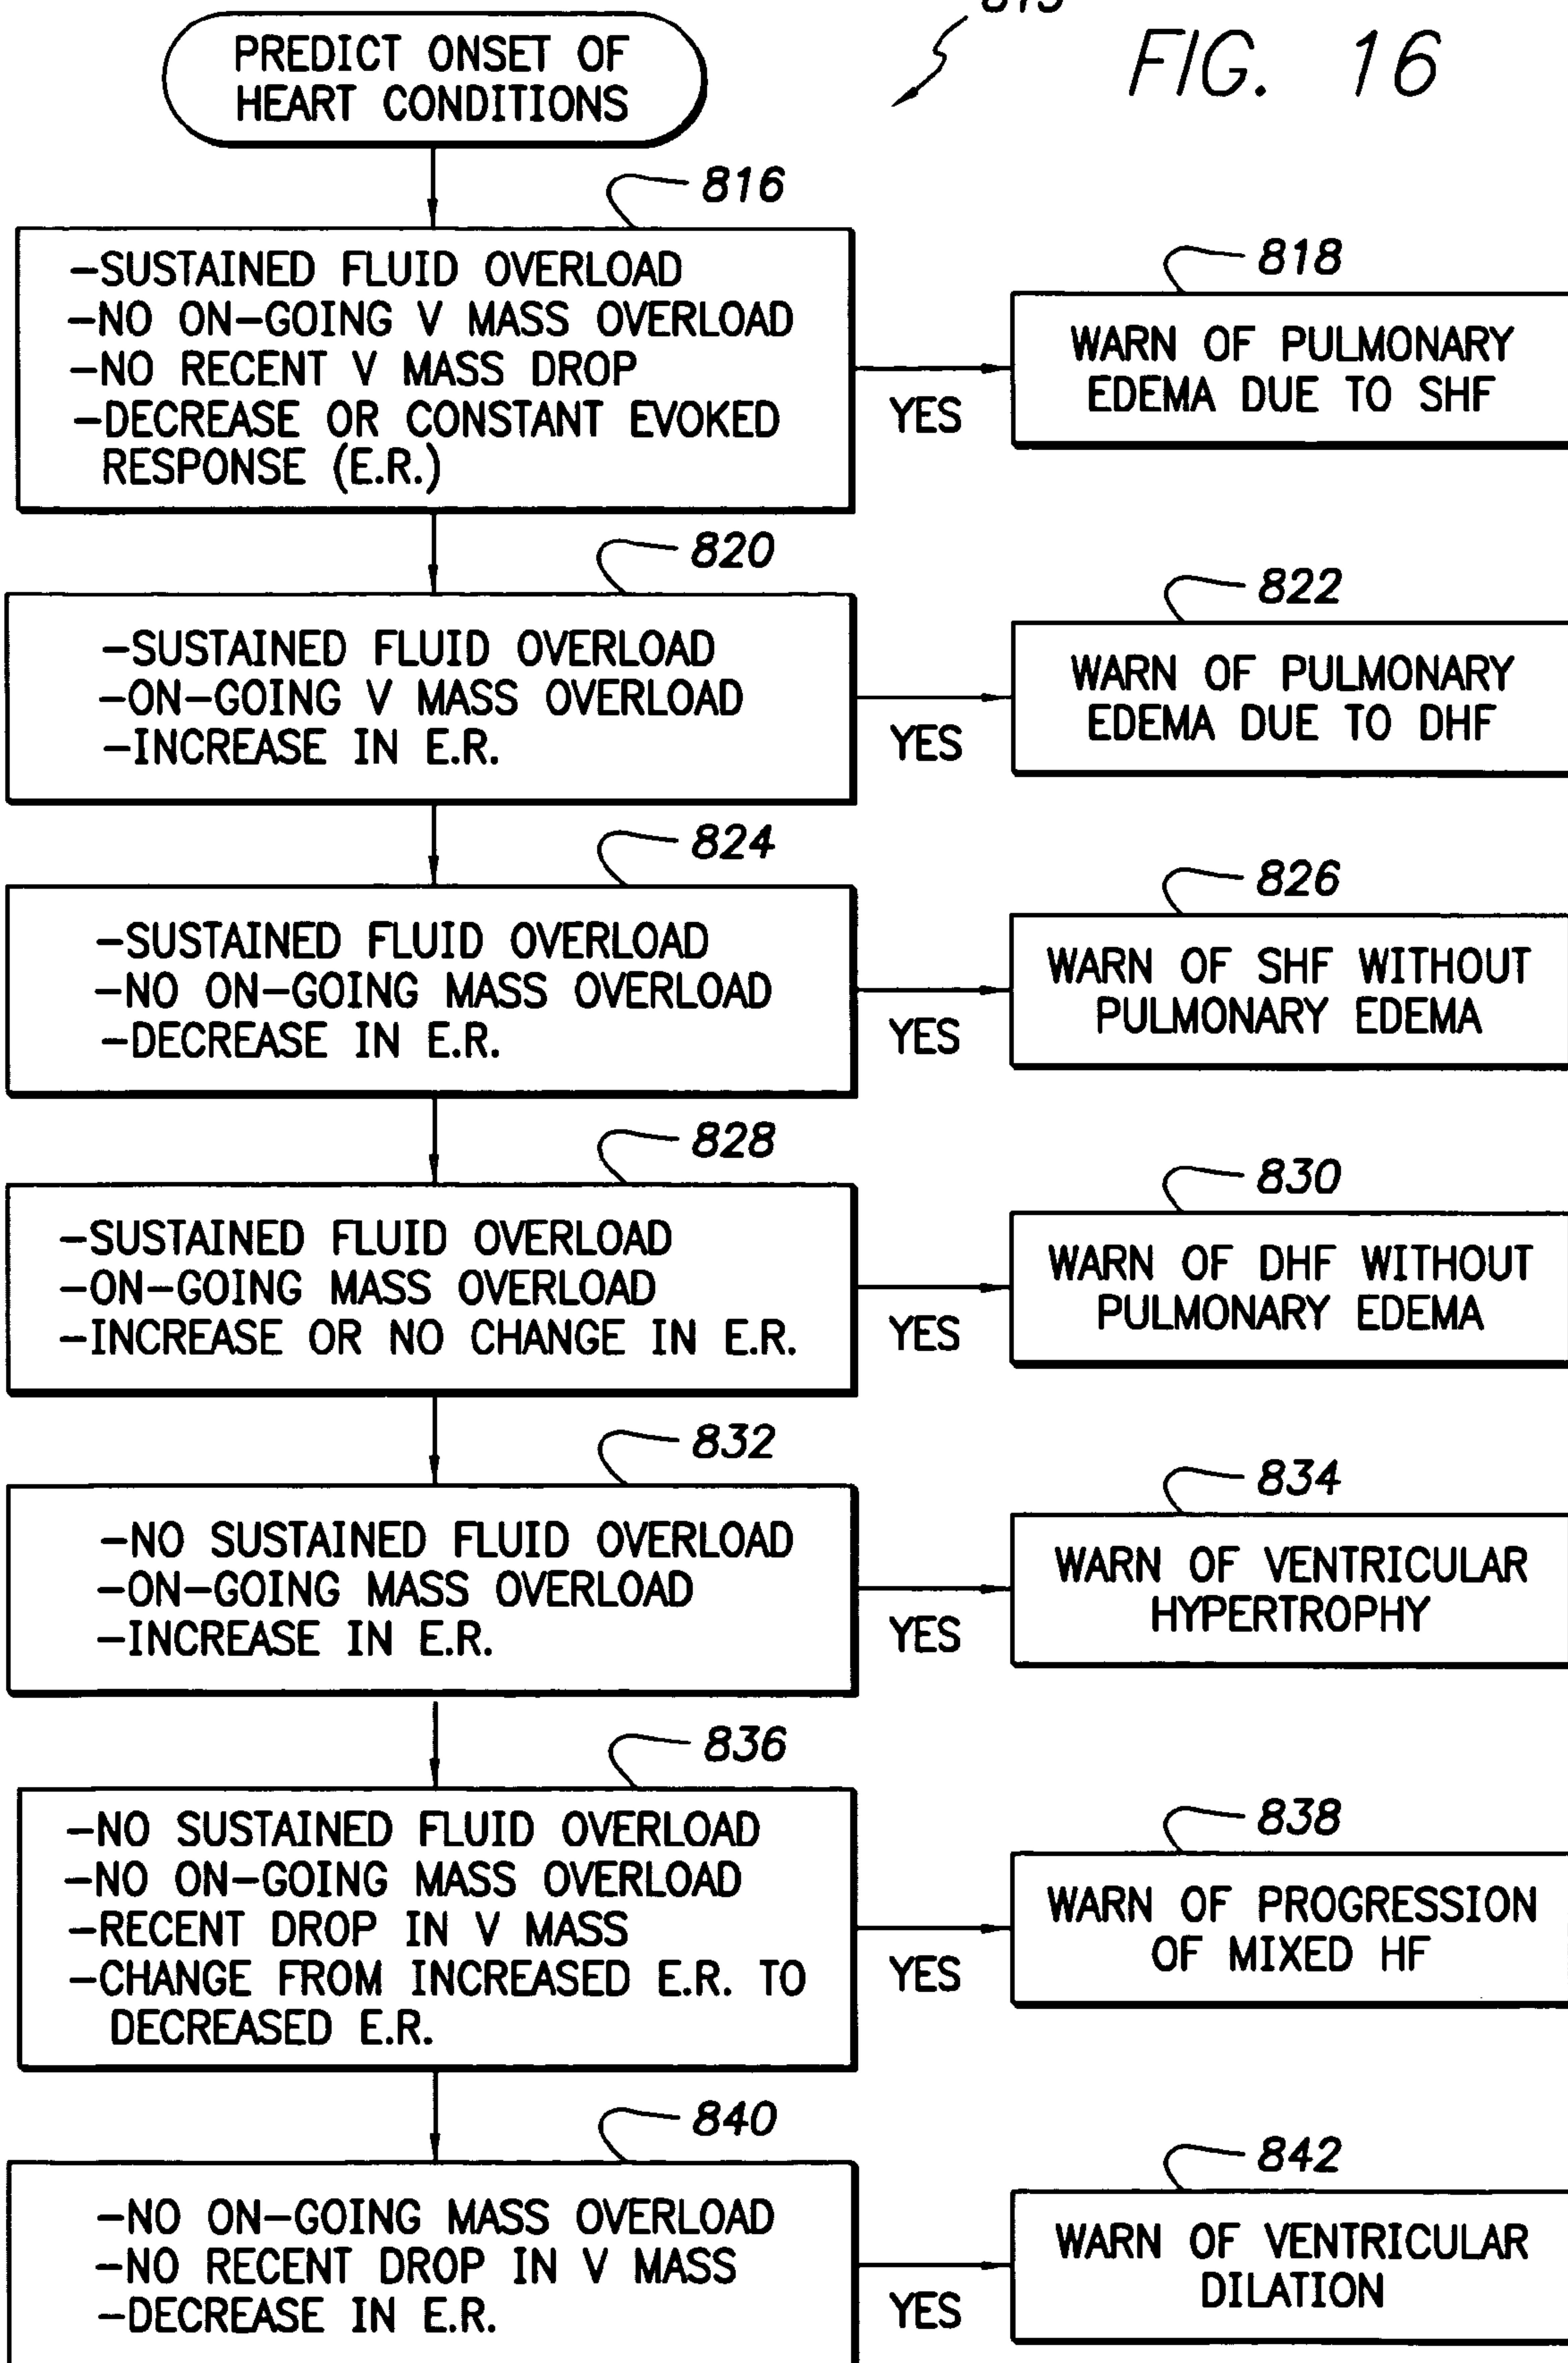 FIG. 16
PREDICT ONSET OF
HEART CONDITIONS
816
-SUSTAINED FLUID OVERLOAD
-NO ON-GOING V MASS OVERLOAD
-NO RECENT V MASS DROP
-DECREASE OR CONSTANT EVOKED
RESPONSE (E.R.)
YES
818
WARN OF PULMONARY
EDEMA DUE TO SHF
820
-SUSTAINED FLUID OVERLOAD
-ON-GOING V MASS OVERLOAD
-INCREASE IN E.R.
YES
822
WARN OF PULMONARY
EDEMA DUE TO DHF
824
-SUSTAINED FLUID OVERLOAD
-NO ON-GOING MASS OVERLOAD
-DECREASE IN E.R.
YES
826
WARN OF SHF WITHOUT
PULMONARY EDEMA
828
-SUSTAINED FLUID OVERLOAD
-ON-GOING MASS OVERLOAD
-INCREASE OR NO CHANGE IN E.R.
YES
830
WARN OF DHF WITHOUT
PULMONARY EDEMA
832
-NO SUSTAINED FLUID OVERLOAD
-ON-GOING MASS OVERLOAD
-INCREASE IN E.R.
YES
834
WARN OF VENTRICULAR
HYPERTROPHY
836
-NO SUSTAINED FLUID OVERLOAD
-NO ON-GOING MASS OVERLOAD
-RECENT DROP IN V MASS
-CHANGE FROM INCREASED E.R. TO
DECREASED E.R.
YES
838
WARN OF PROGRESSION
OF MIXED HF
840
-NO ON-GOING MASS OVERLOAD
-NO RECENT DROP IN V MASS
-DECREASE IN E.R.
YES
842
WARN OF VENTRICULAR
DILATION